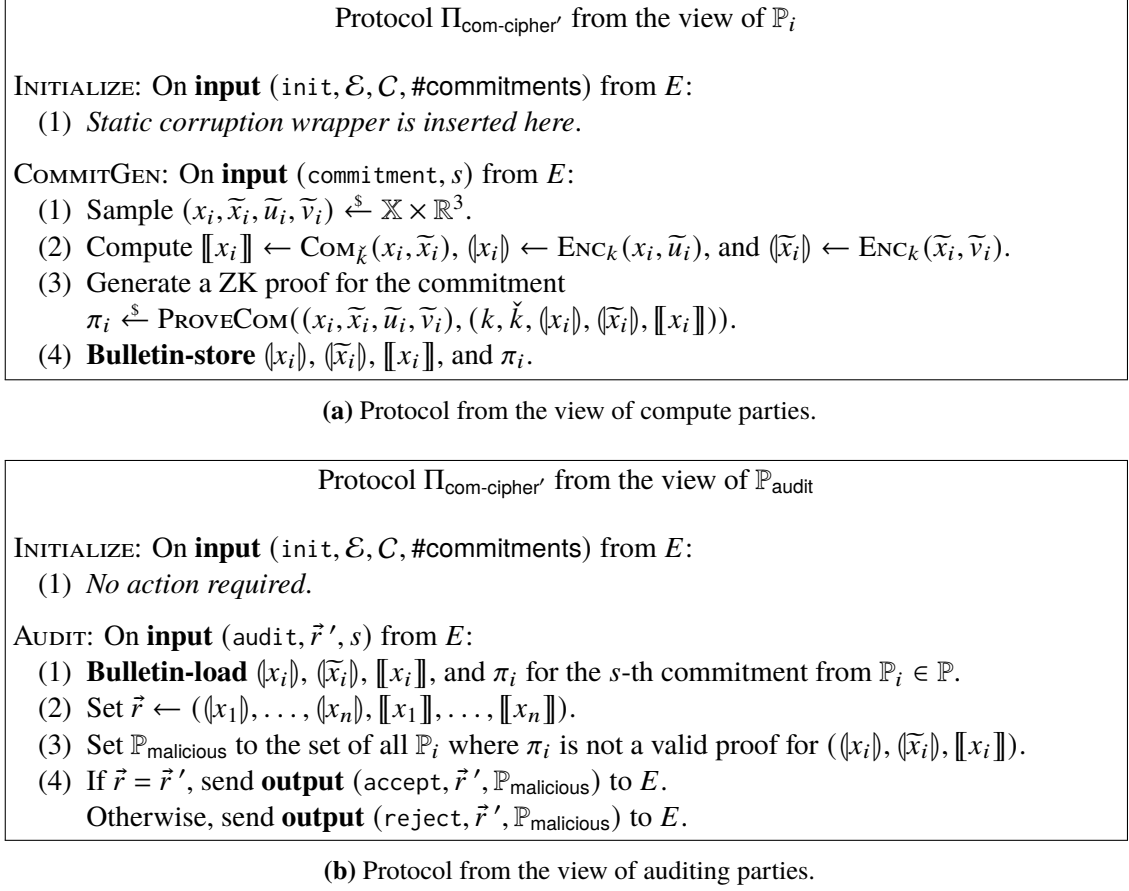 Protocol Π_com-cipher′ from the view of ℙ_i
INITIALIZE: On input (init, ℰ, 𝒞, #commitments) from E:
(1) Static corruption wrapper is inserted here.
COMMITGEN: On input (commitment, s) from E:
(1) Sample (x_i, x̃_i, ũ_i, ṽ_i) ←$ 𝕏 × ℝ^3.
(2) Compute ⟦x_i⟧ ← COM_ǩ(x_i, x̃_i), ⦇x_i⦈ ← ENC_k(x_i, ũ_i), and ⦇x̃_i⦈ ← ENC_k(x̃_i, ṽ_i).
(3) Generate a ZK proof for the commitment
π_i ←$ PROVECOM((x_i, x̃_i, ũ_i, ṽ_i), (k, ǩ, ⦇x_i⦈, ⦇x̃_i⦈, ⟦x_i⟧)).
(4) Bulletin-store ⦇x_i⦈, ⦇x̃_i⦈, ⟦x_i⟧, and π_i.
(a) Protocol from the view of compute parties.
Protocol Π_com-cipher′ from the view of ℙ_audit
INITIALIZE: On input (init, ℰ, 𝒞, #commitments) from E:
(1) No action required.
AUDIT: On input (audit, r⃗ ′, s) from E:
(1) Bulletin-load ⦇x_i⦈, ⦇x̃_i⦈, ⟦x_i⟧, and π_i for the s-th commitment from ℙ_i ∈ ℙ.
(2) Set r⃗ ← (⦇x_1⦈, . . . , ⦇x_n⦈, ⟦x_1⟧, . . . , ⟦x_n⟧).
(3) Set ℙ_malicious to the set of all ℙ_i where π_i is not a valid proof for (⦇x_i⦈, ⦇x̃_i⦈, ⟦x_i⟧).
(4) If r⃗ = r⃗ ′, send output (accept, r⃗ ′, ℙ_malicious) to E.
Otherwise, send output (reject, r⃗ ′, ℙ_malicious) to E.
(b) Protocol from the view of auditing parties.